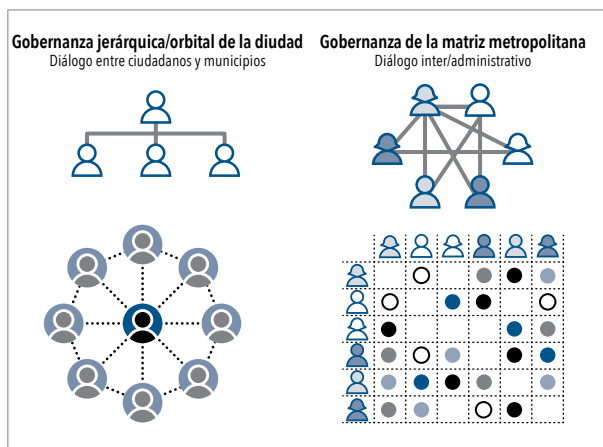 Gobernanza jerárquica/orbital de la diudad
Diálogo entre ciudadanos y municipios
Gobernanza de la matriz metropolitana
Diálogo inter/administrativo